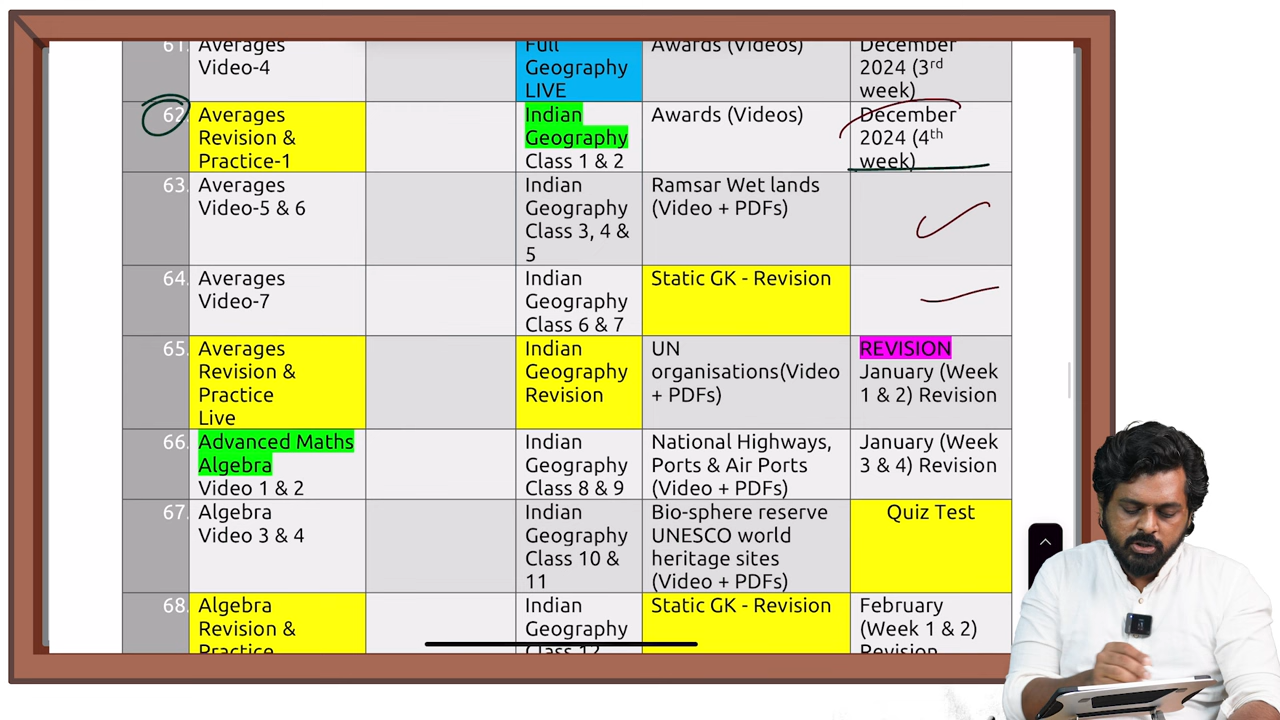 61.
Averages
Video-4
Full
Geography
LIVE
Awards (Videos)
December
2024 (3rd
week)
62.
Averages
Revision &
Practice-1
Indian
Geography
Class 1 & 2
Awards (Videos)
December
2024 (4th
week)
63.
Averages
Video-5 & 6
Indian
Geography
Class 3, 4 &
5
Ramsar Wet lands
(Video + PDFs)
64.
Averages
Video-7
Indian
Geography
Class 6 & 7
Static GK - Revision
65.
Averages
Revision &
Practice
Live
Indian
Geography
Revision
UN
organisations(Video
+ PDFs)
REVISION
January (Week
1 & 2) Revision
66.
Advanced Maths
Algebra
Video 1 & 2
Indian
Geography
Class 8 & 9
National Highways,
Ports & Air Ports
(Video + PDFs)
January (Week
3 & 4) Revision
67.
Algebra
Video 3 & 4
Indian
Geography
Class 10 &
11
Bio-sphere reserve
UNESCO world
heritage sites
(Video + PDFs)
Quiz Test
68.
Algebra
Revision &
Practice
Indian
Geography
Class 12
Static GK - Revision
February
(Week 1 & 2)
Revision